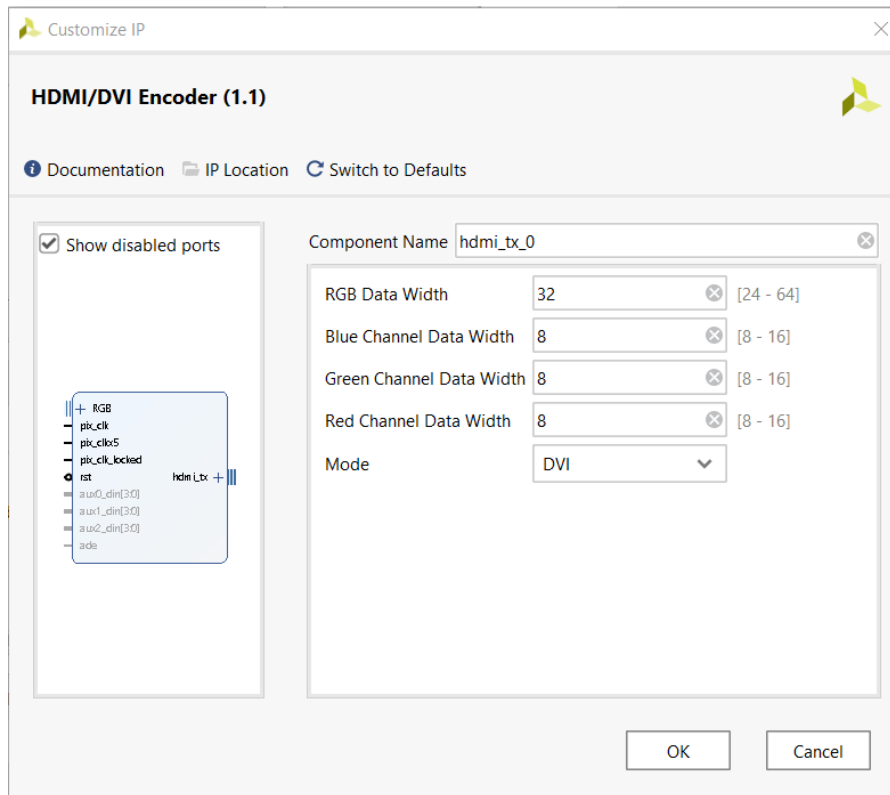 Customize IP
HDMI/DVI Encoder (1.1)
Documentation IP Location Switch to Defaults
Show disabled ports
RGB
pix_clk
pix_clkx5
pix_clk_locked
rst hdmi_tx
aux0_din[3:0]
aux1_din[3:0]
aux2_din[3:0]
ade
Component Name hdmi_tx_0
RGB Data Width 32 [24 - 64]
Blue Channel Data Width 8 [8 - 16]
Green Channel Data Width 8 [8 - 16]
Red Channel Data Width 8 [8 - 16]
Mode DVI
OK Cancel